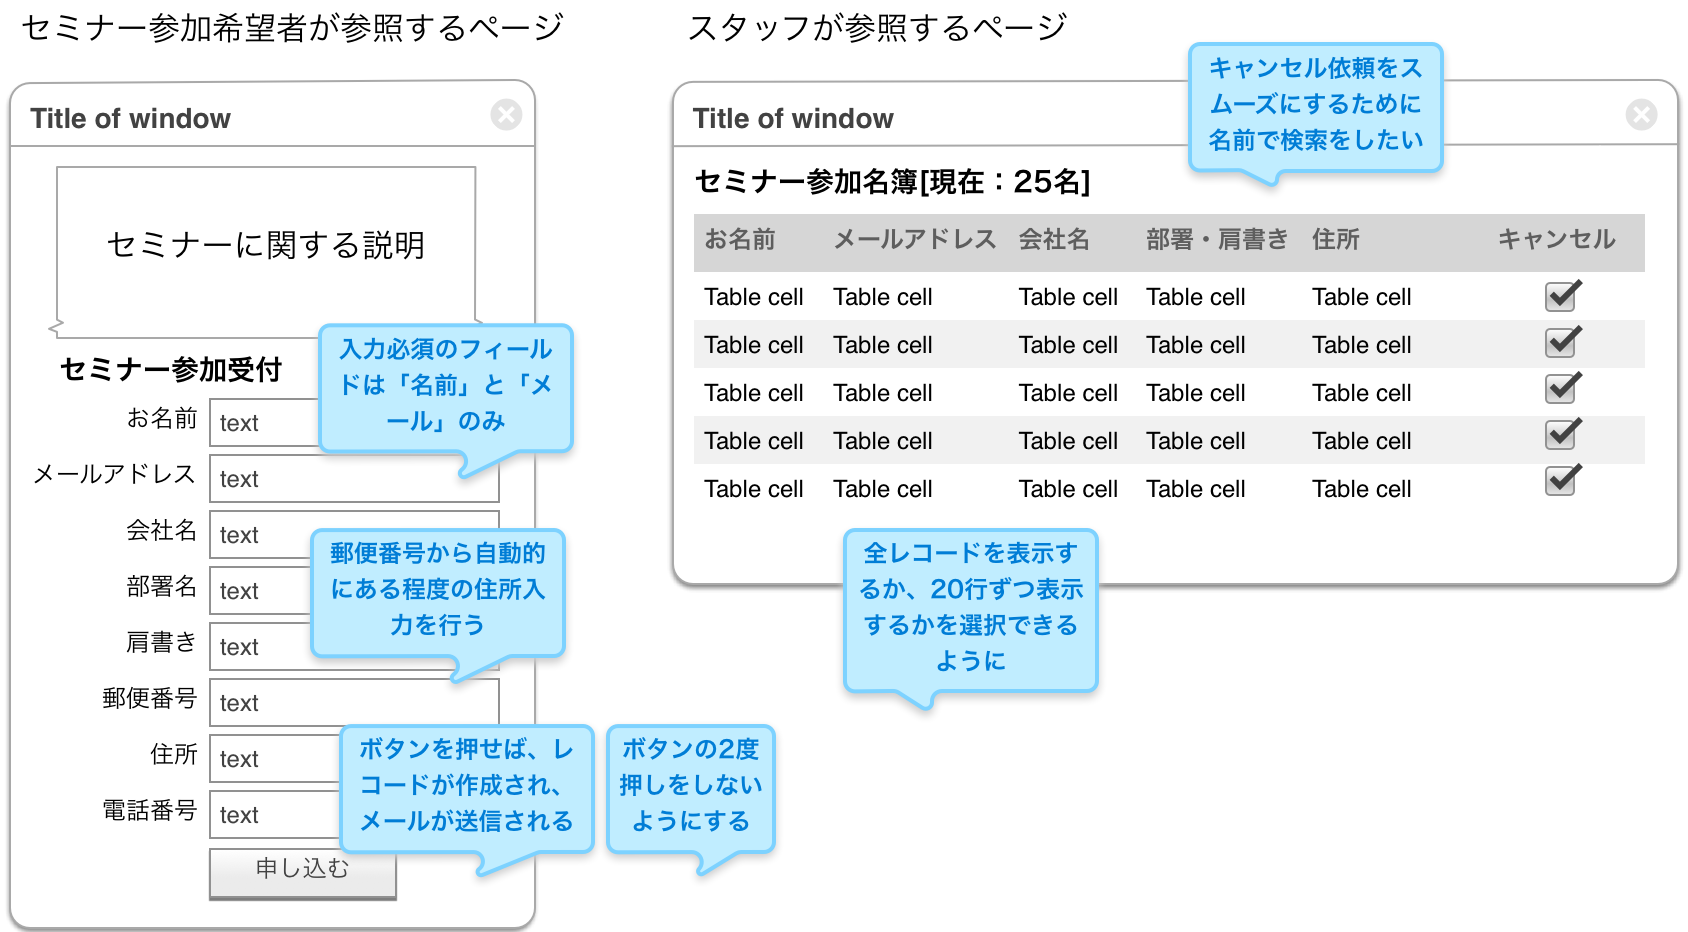 セミナー参加希望者が参照するページ
Title of window
セミナーに関する説明
入力必須のフィール
ドは「名前」と「メ
ール」のみ
セミナー参加受付
お名前 text
メールアドレス text
会社名 text
郵便番号から自動的
にある程度の住所入
力を行う
部署名 text
肩書き text
郵便番号 text
ボタンを押せば、レ
コードが作成され、
メールが送信される
ボタンの2度
押しをしない
ようにする
住所 text
電話番号 text
申し込む
スタッフが参照するページ
Title of window
キャンセル依頼をス
ムーズにするために
名前で検索をしたい
セミナー参加名簿[現在：25名]
お名前 メールアドレス 会社名 部署・肩書き 住所 キャンセル
Table cell Table cell Table cell Table cell Table cell
Table cell Table cell Table cell Table cell Table cell
Table cell Table cell Table cell Table cell Table cell
Table cell Table cell Table cell Table cell Table cell
Table cell Table cell Table cell Table cell Table cell
全レコードを表示す
るか、20行ずつ表示
するかを選択できる
ように